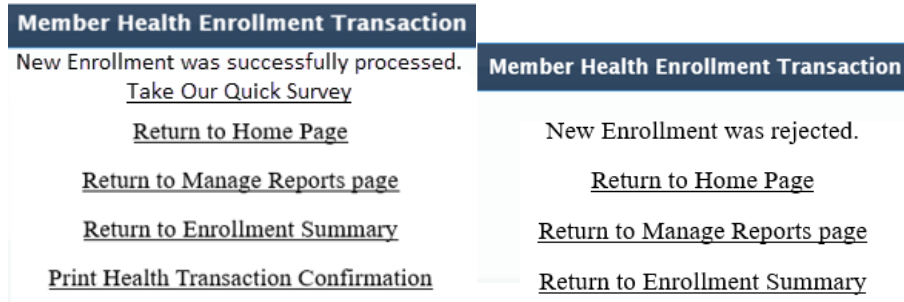 Member Health Enrollment Transaction
New Enrollment was successfully processed.
Take Our Quick Survey
Return to Home Page
Return to Manage Reports page
Return to Enrollment Summary
Print Health Transaction Confirmation
Member Health Enrollment Transaction
New Enrollment was rejected.
Return to Home Page
Return to Manage Reports page
Return to Enrollment Summary